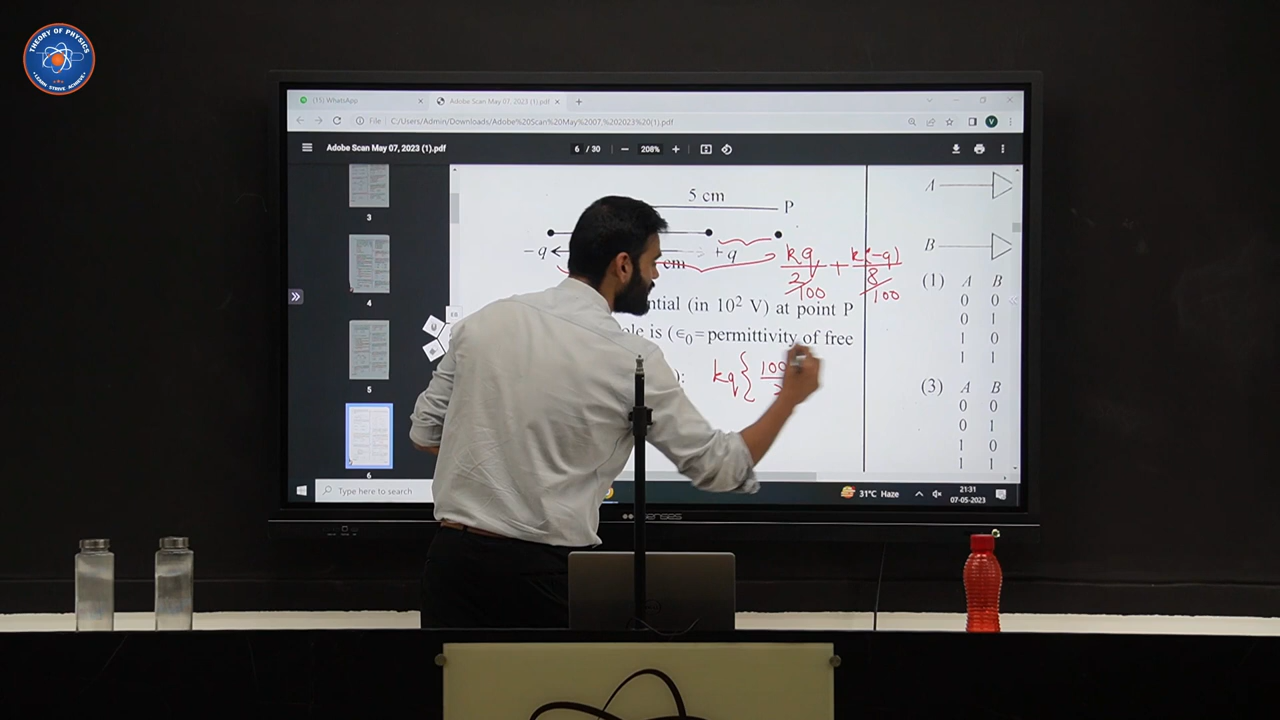 THEORY OF PHYSICS
LEARN STRIVE ACHIEVE
(15) WhatsApp
Adobe Scan May 07, 2023 (1).pdf
File C:/Users/Admin/Downloads/Adobe%20Scan%20May%2007,%202023%20(1).pdf
V
Adobe Scan May 07, 2023 (1).pdf
6 / 30
208%
3
4
5
6
5 cm
P
−q
+q
cm
kq/(2/100) + k(-q)/(8/100)
ntial (in 10² V) at point P
ole is (∈₀ = permittivity of free
):
kq{ 100
A
B
(1) A B
0 0
0 1
1 0
1 1
(3) A B
0 0
0 1
1 0
1 1
Type here to search
31°C Haze
21:31
07-05-2023